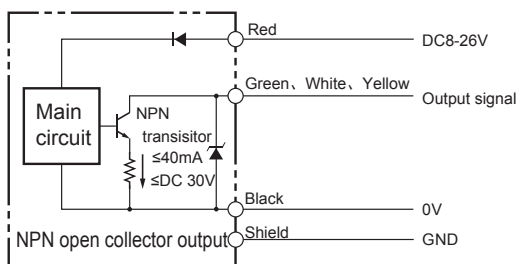 Red
DC8-26V
Green、White、Yellow
Output signal
Main
circuit
NPN
transisitor
≤40mA
≤DC 30V
Black
0V
NPN open collector output
Shield
GND